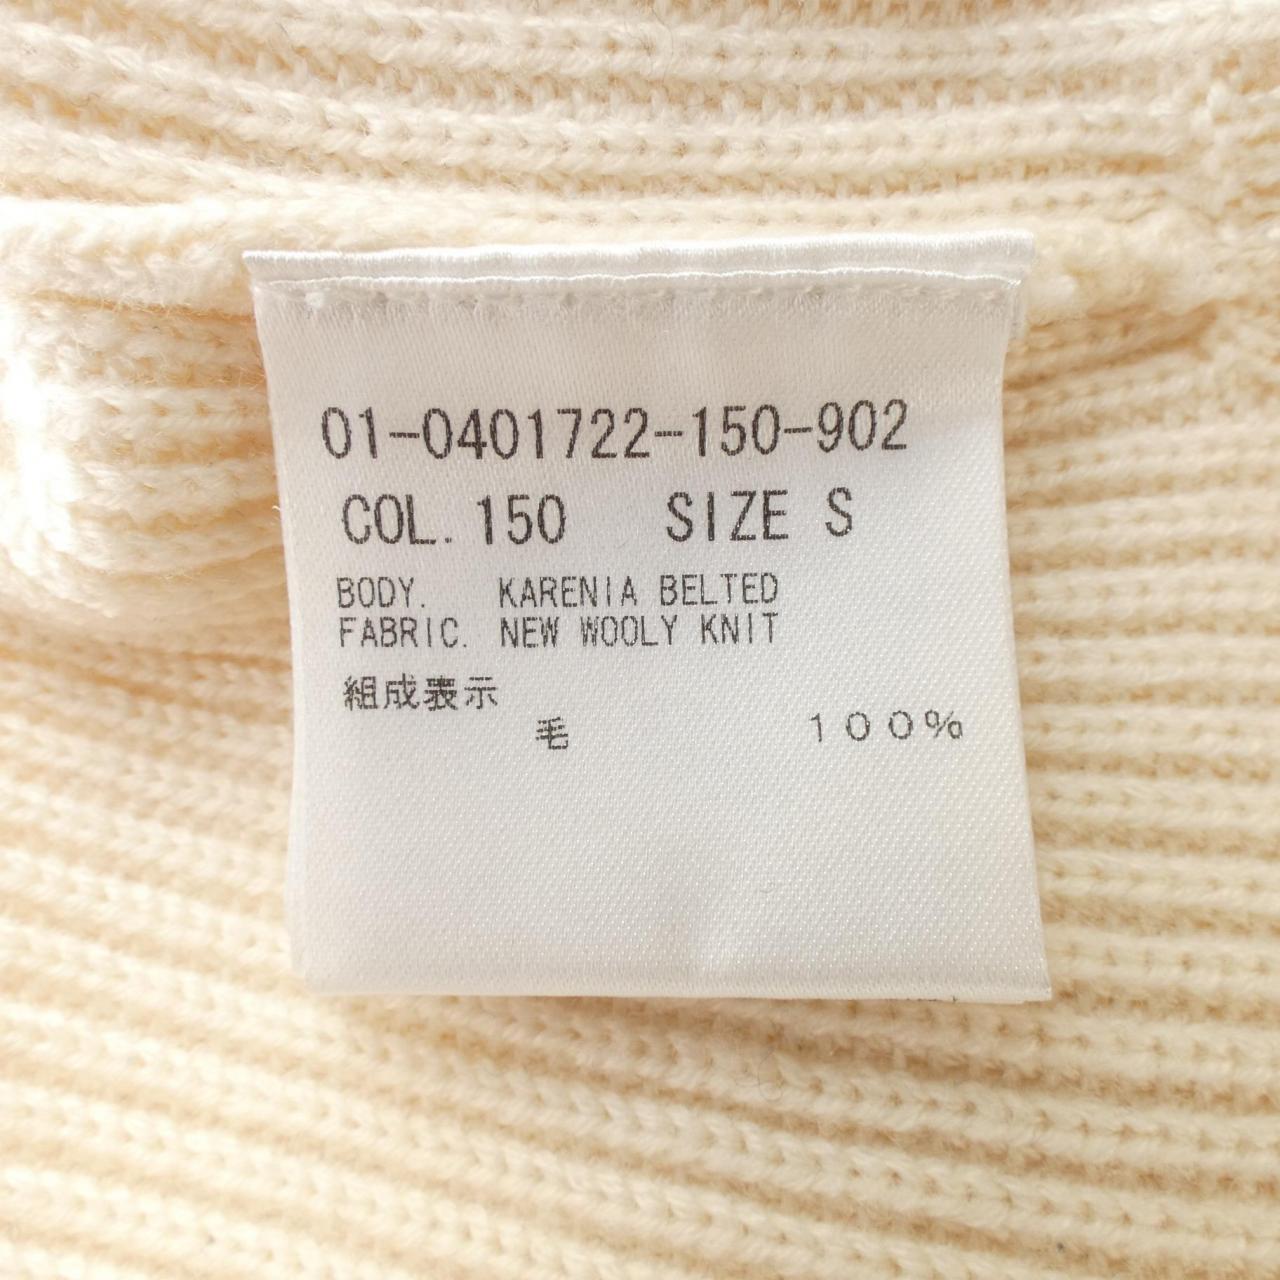 01-0401722-150-902
COL. 150 SIZE S
BODY. KARENIA BELTED
FABRIC. NEW WOOLY KNIT
組成表示
毛 100%